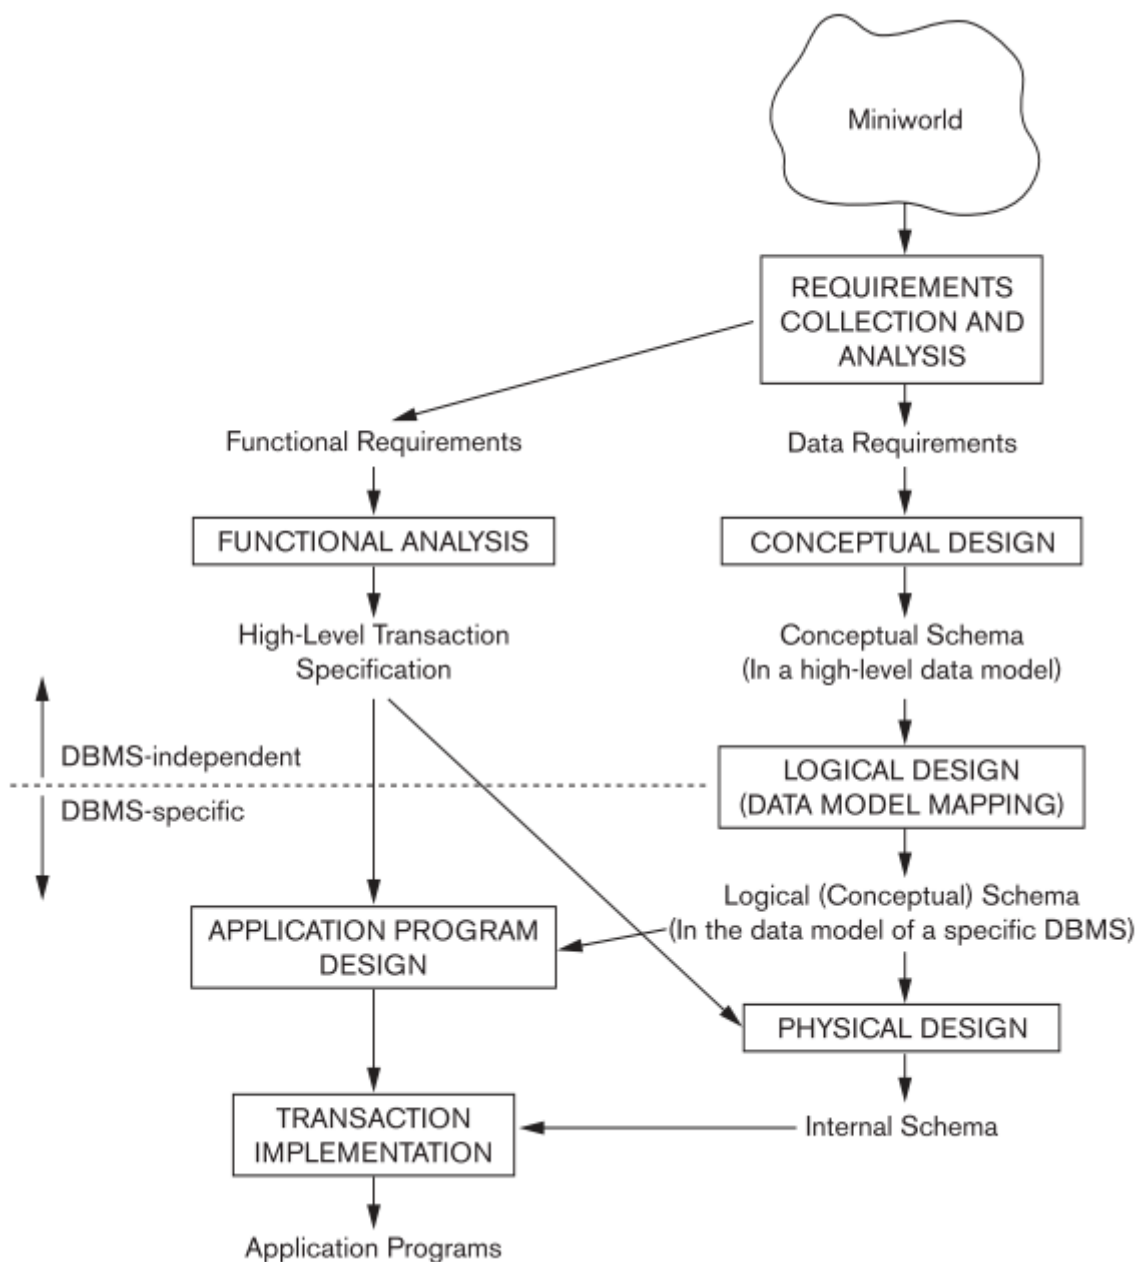 Miniworld
REQUIREMENTS
COLLECTION AND
ANALYSIS
Functional Requirements
Data Requirements
FUNCTIONAL ANALYSIS
CONCEPTUAL DESIGN
High-Level Transaction
Specification
Conceptual Schema
(In a high-level data model)
DBMS-independent
DBMS-specific
LOGICAL DESIGN
(DATA MODEL MAPPING)
Logical (Conceptual) Schema
(In the data model of a specific DBMS)
APPLICATION PROGRAM
DESIGN
PHYSICAL DESIGN
TRANSACTION
IMPLEMENTATION
Internal Schema
Application Programs